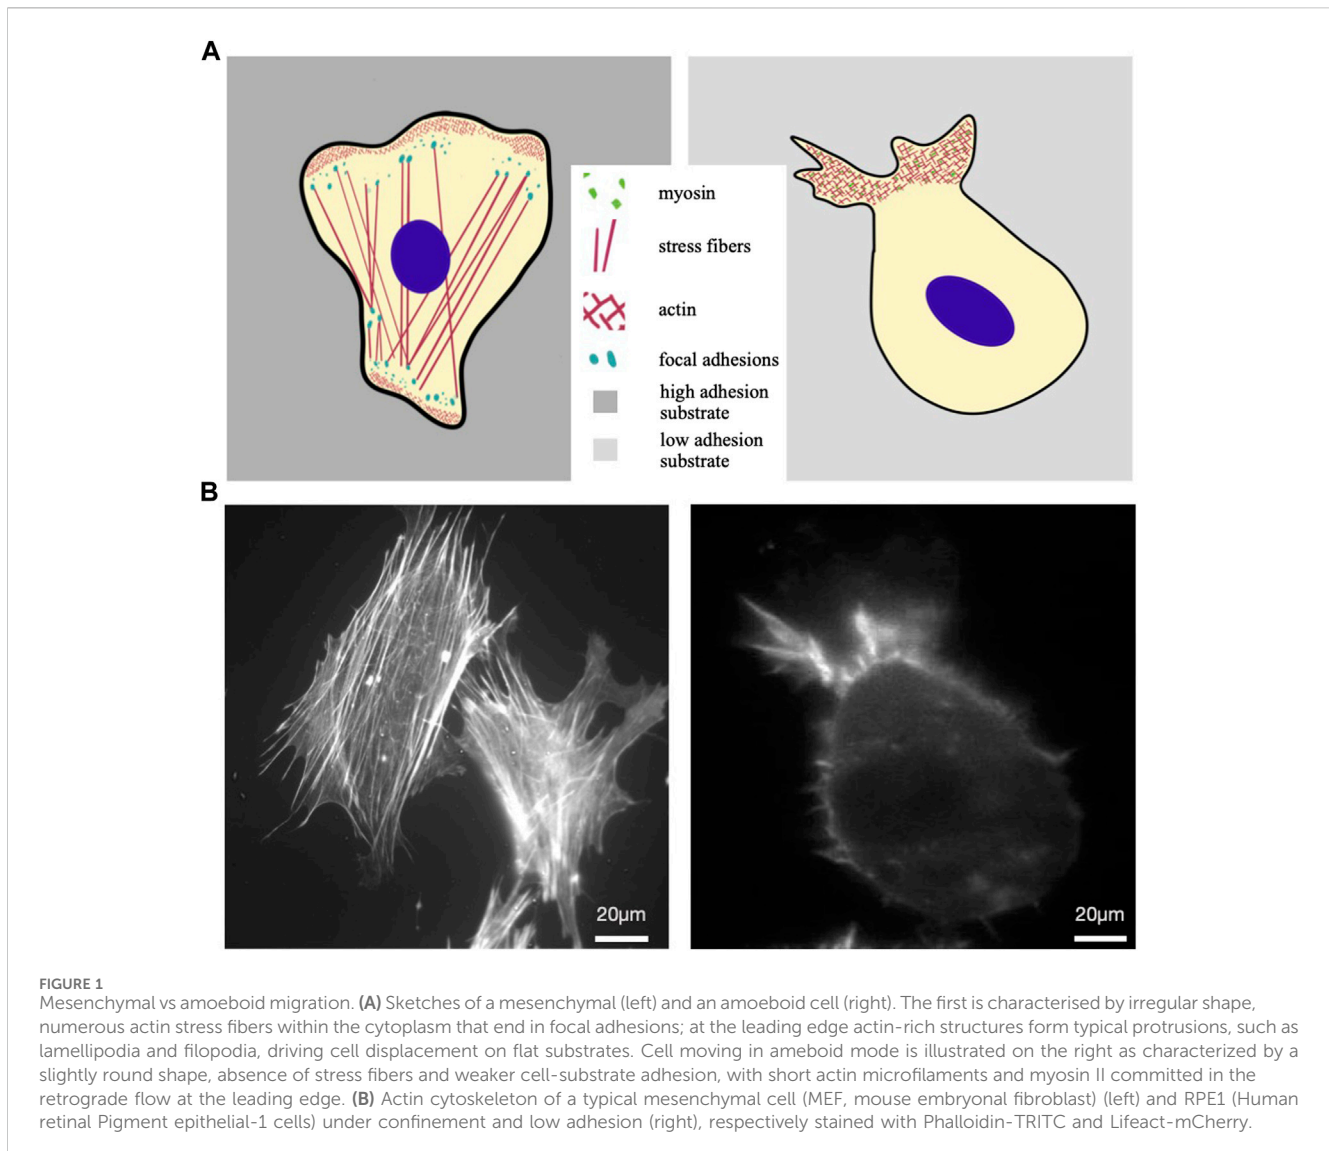 A
myosin
stress fibers
actin
focal adhesions
high adhesion
substrate
low adhesion
substrate
B
20µm
20µm
FIGURE 1
Mesenchymal vs amoeboid migration. (A) Sketches of a mesenchymal (left) and an amoeboid cell (right). The first is characterised by irregular shape,
numerous actin stress fibers within the cytoplasm that end in focal adhesions; at the leading edge actin-rich structures form typical protrusions, such as
lamellipodia and filopodia, driving cell displacement on flat substrates. Cell moving in ameboid mode is illustrated on the right as characterized by a
slightly round shape, absence of stress fibers and weaker cell-substrate adhesion, with short actin microfilaments and myosin II committed in the
retrograde flow at the leading edge. (B) Actin cytoskeleton of a typical mesenchymal cell (MEF, mouse embryonal fibroblast) (left) and RPE1 (Human
retinal Pigment epithelial-1 cells) under confinement and low adhesion (right), respectively stained with Phalloidin-TRITC and Lifeact-mCherry.